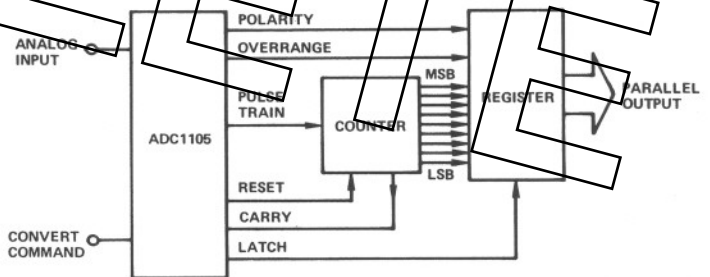 POLARITY
ANALOG
INPUT
OVERRANGE
MSB
PULSE
TRAIN
REGISTER
PARALLEL
OUTPUT
COUNTER
ADC1105
LSB
RESET
CARRY
CONVERT
COMMAND
LATCH